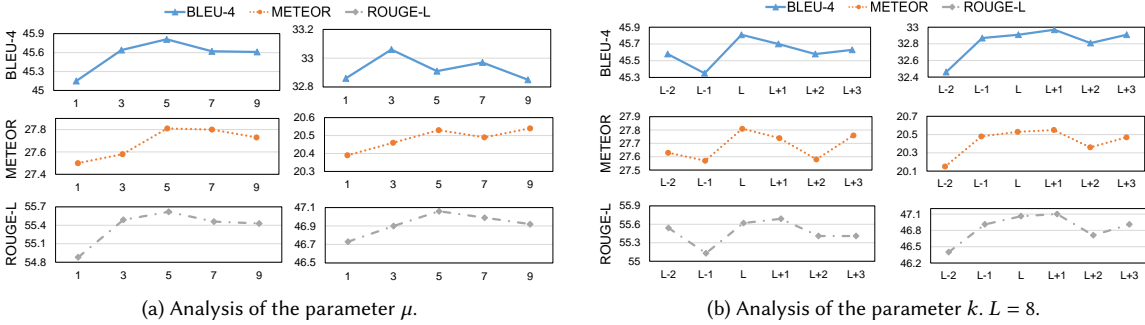 BLEU-4 METEOR ROUGE-L
BLEU-4
45.9
45.6
45.3
45
1 3 5 7 9
33.2
33
32.8
1 3 5 7 9
METEOR
27.8
27.6
27.4
1 3 5 7 9
20.6
20.5
20.4
20.3
1 3 5 7 9
ROUGE-L
55.7
55.4
55.1
54.8
1 3 5 7 9
47.1
46.9
46.7
46.5
1 3 5 7 9
(a) Analysis of the parameter μ.
BLEU-4 METEOR ROUGE-L
BLEU-4
45.9
45.7
45.5
45.3
L-2 L-1 L L+1 L+2 L+3
33
32.8
32.6
32.4
L-2 L-1 L L+1 L+2 L+3
METEOR
27.9
27.8
27.7
27.6
27.5
L-2 L-1 L L+1 L+2 L+3
20.7
20.5
20.3
20.1
L-2 L-1 L L+1 L+2 L+3
ROUGE-L
55.9
55.6
55.3
55
L-2 L-1 L L+1 L+2 L+3
47.1
46.8
46.5
46.2
L-2 L-1 L L+1 L+2 L+3
(b) Analysis of the parameter k. L = 8.